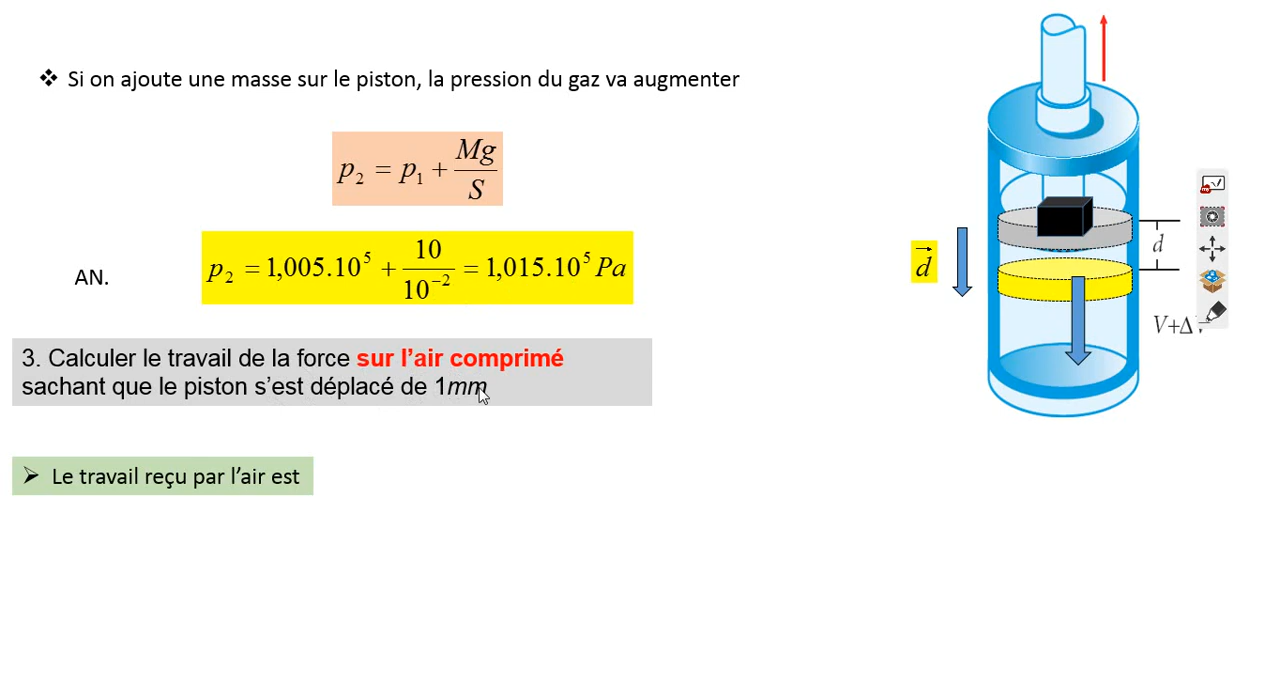 ❖ Si on ajoute une masse sur le piston, la pression du gaz va augmenter
p₂ = p₁ + Mg/S
AN.
p₂ = 1,005.10⁵ + 10/10⁻² = 1,015.10⁵ Pa
3. Calculer le travail de la force sur l’air comprimé
sachant que le piston s’est déplacé de 1mm
➢ Le travail reçu par l’air est
d
d
V+Δ